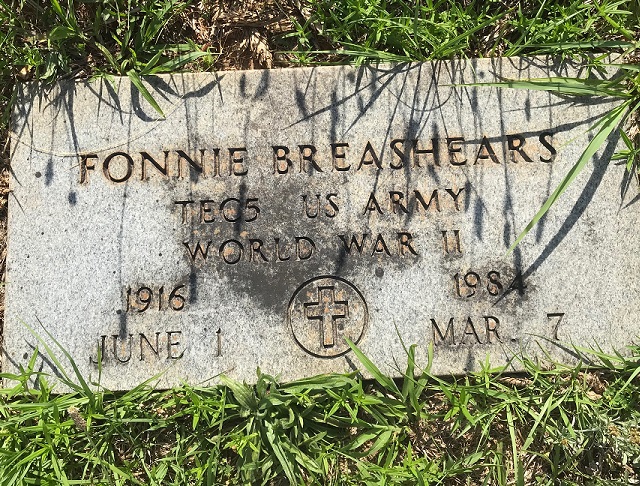 FONNIE BREASHEARS
TEC5 US ARMY
WORLD WAR II
1916 1984
JUNE 1 MAR. 7